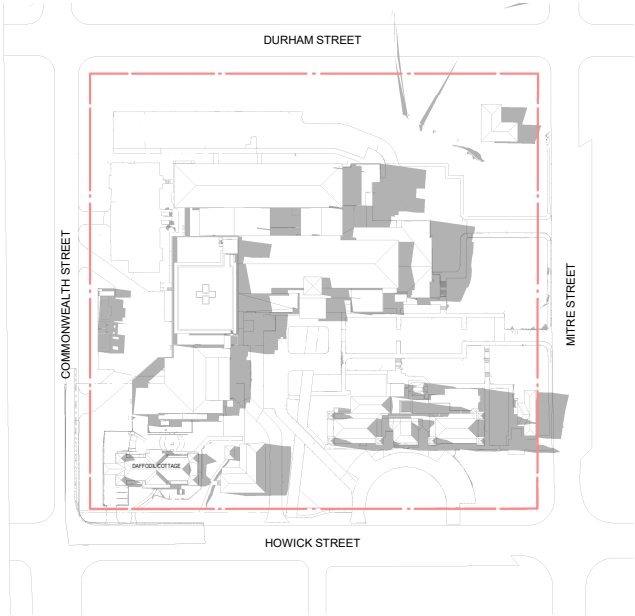 DURHAM STREET
COMMONWEALTH STREET
MITRE STREET
DAFFODIL COTTAGE
HOWICK STREET